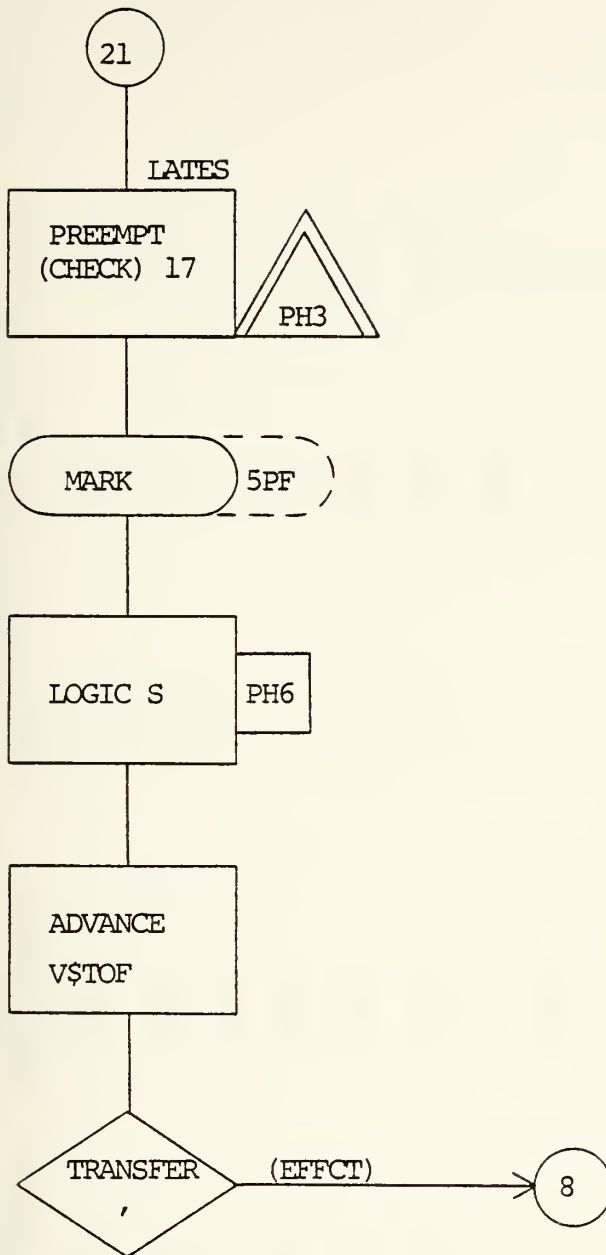 21
LATES
PREEMPT
(CHECK) 17
PH3
MARK 5PF
LOGIC S PH6
ADVANCE
V$TOF
TRANSFER (EFFCT) 8
,